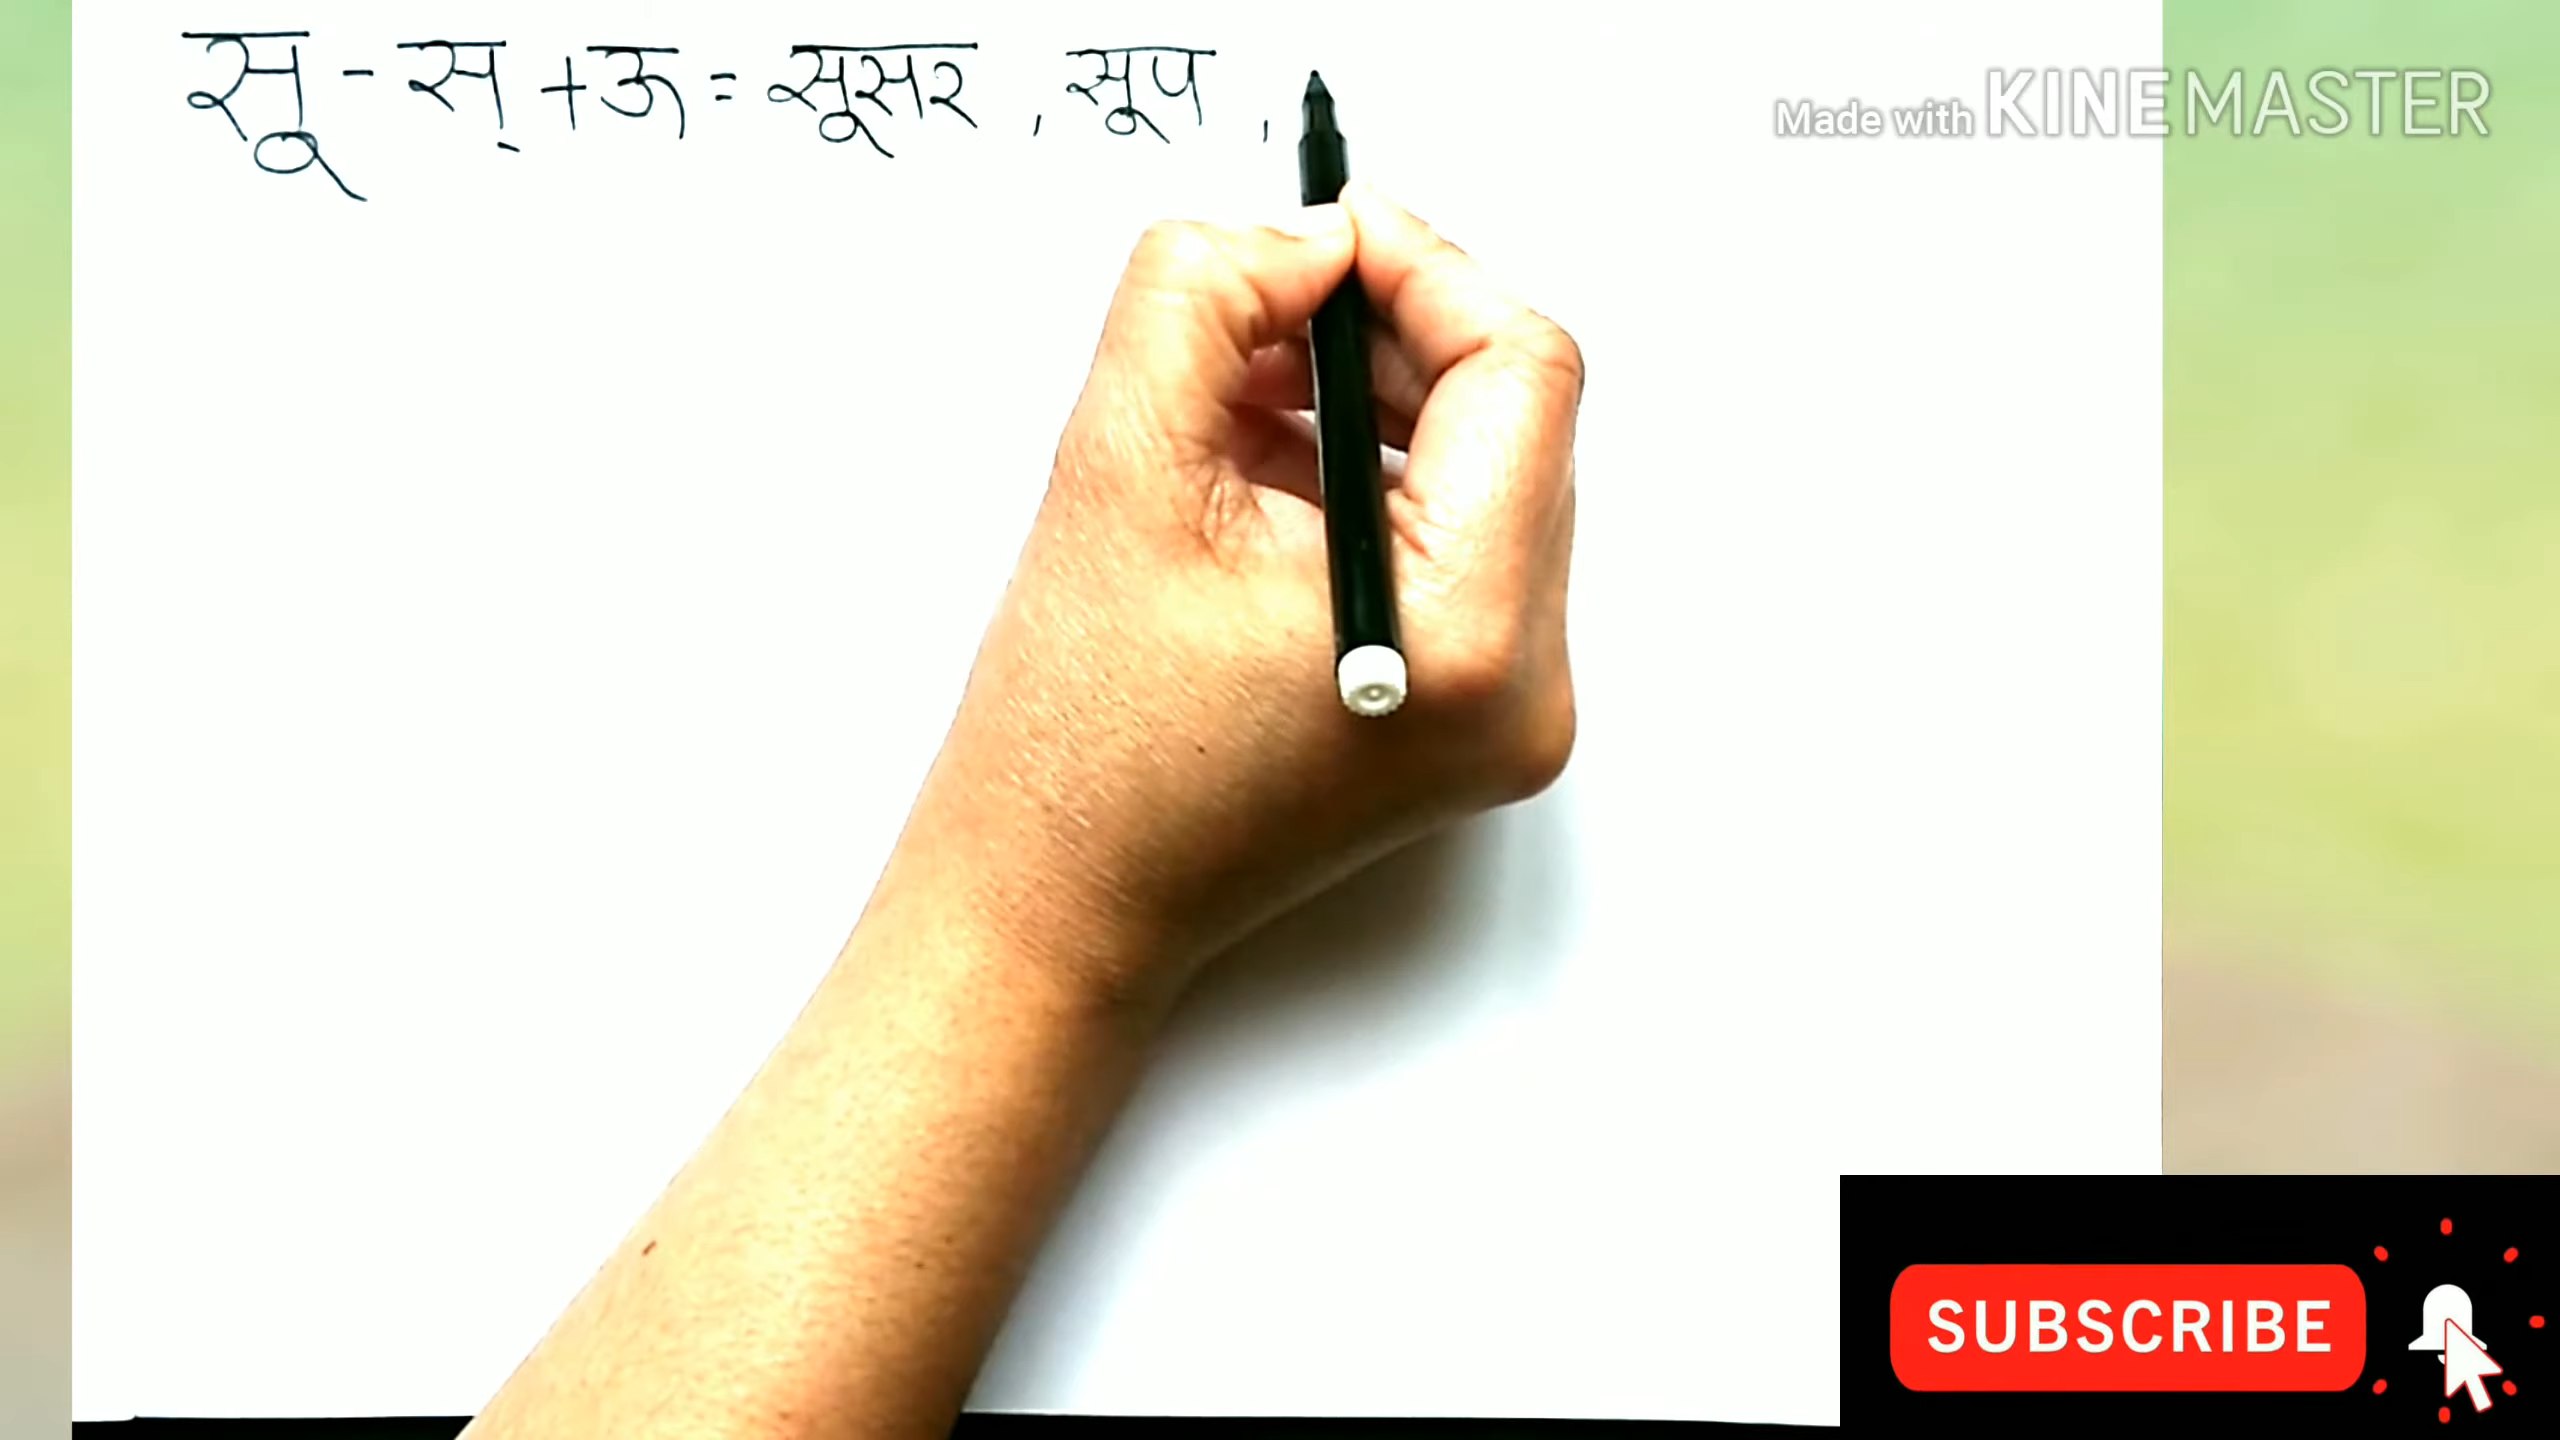 सू - स् + ऊ = सूसर , सूप ,
Made with KINEMASTER
SUBSCRIBE